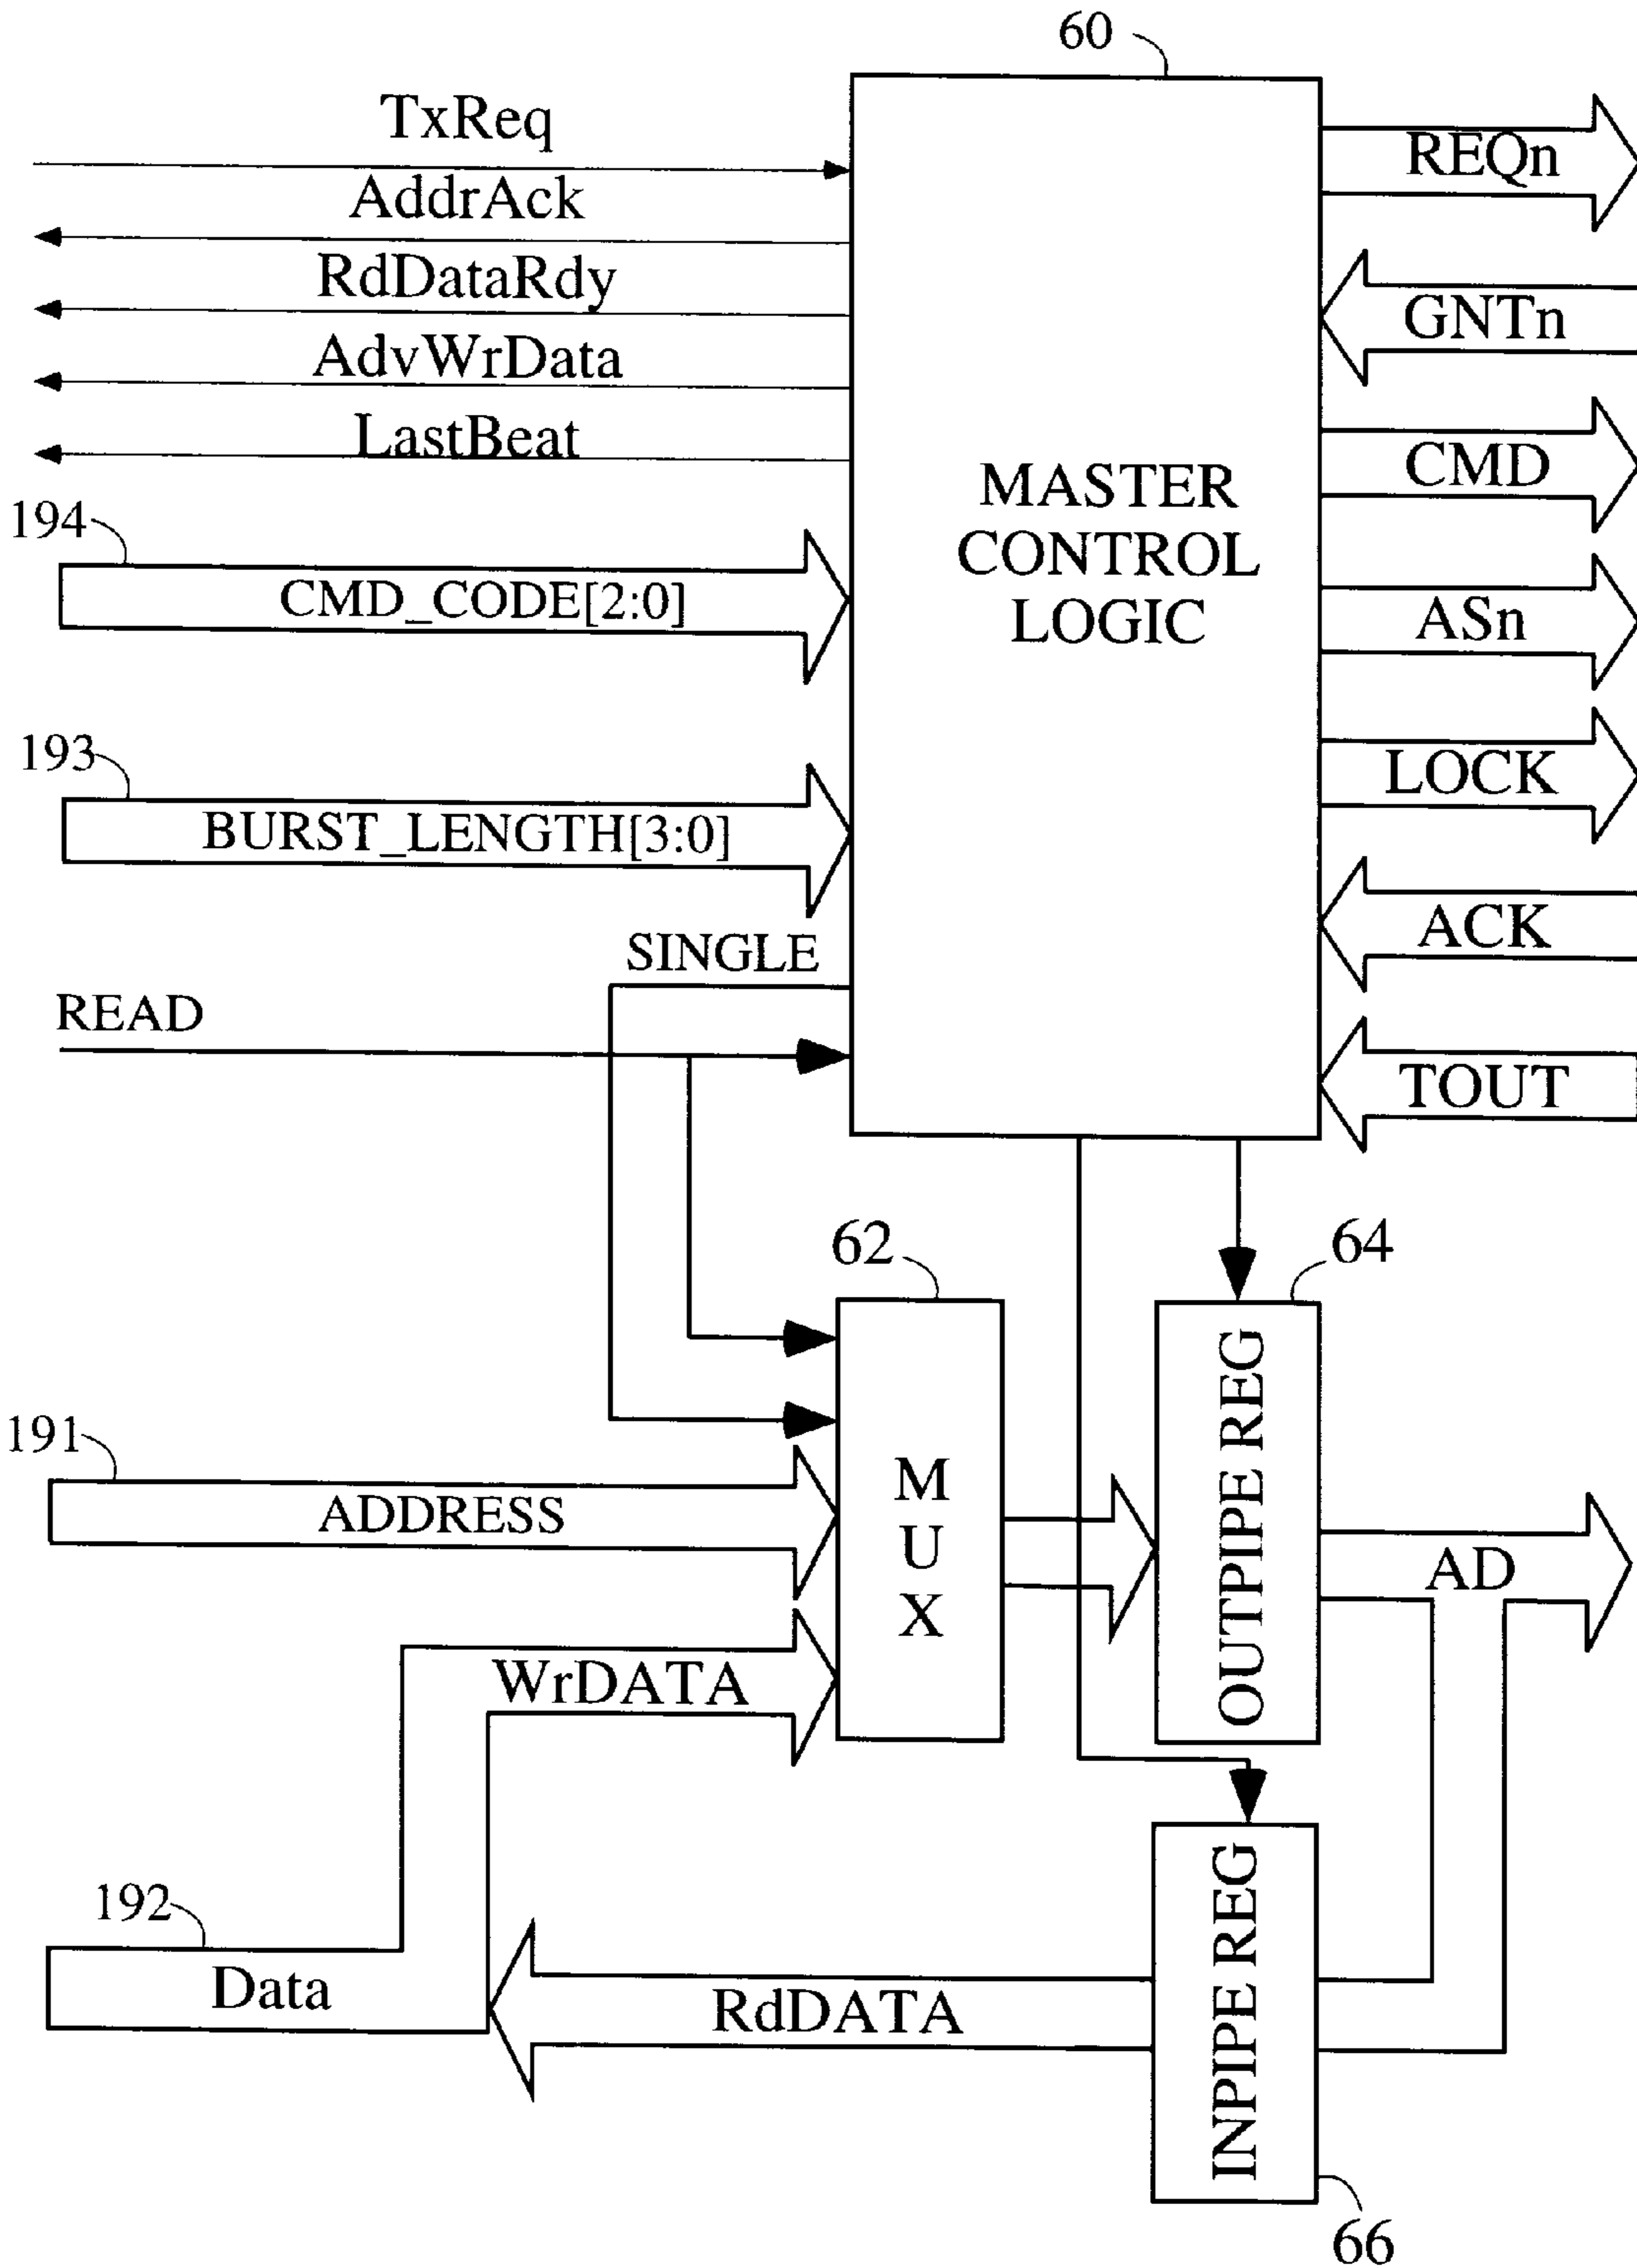 60
TxReq
AddrAck
RdDataRdy
AdvWrData
LastBeat
194
CMD_CODE[2:0]
193
BURST_LENGTH[3:0]
SINGLE
READ
MASTER
CONTROL
LOGIC
REQn
GNTn
CMD
ASn
LOCK
ACK
TOUT
62
64
191
ADDRESS
M
U
X
OUTPIPE REG
AD
WrDATA
192
Data
RdDATA
INPIPE REG
66